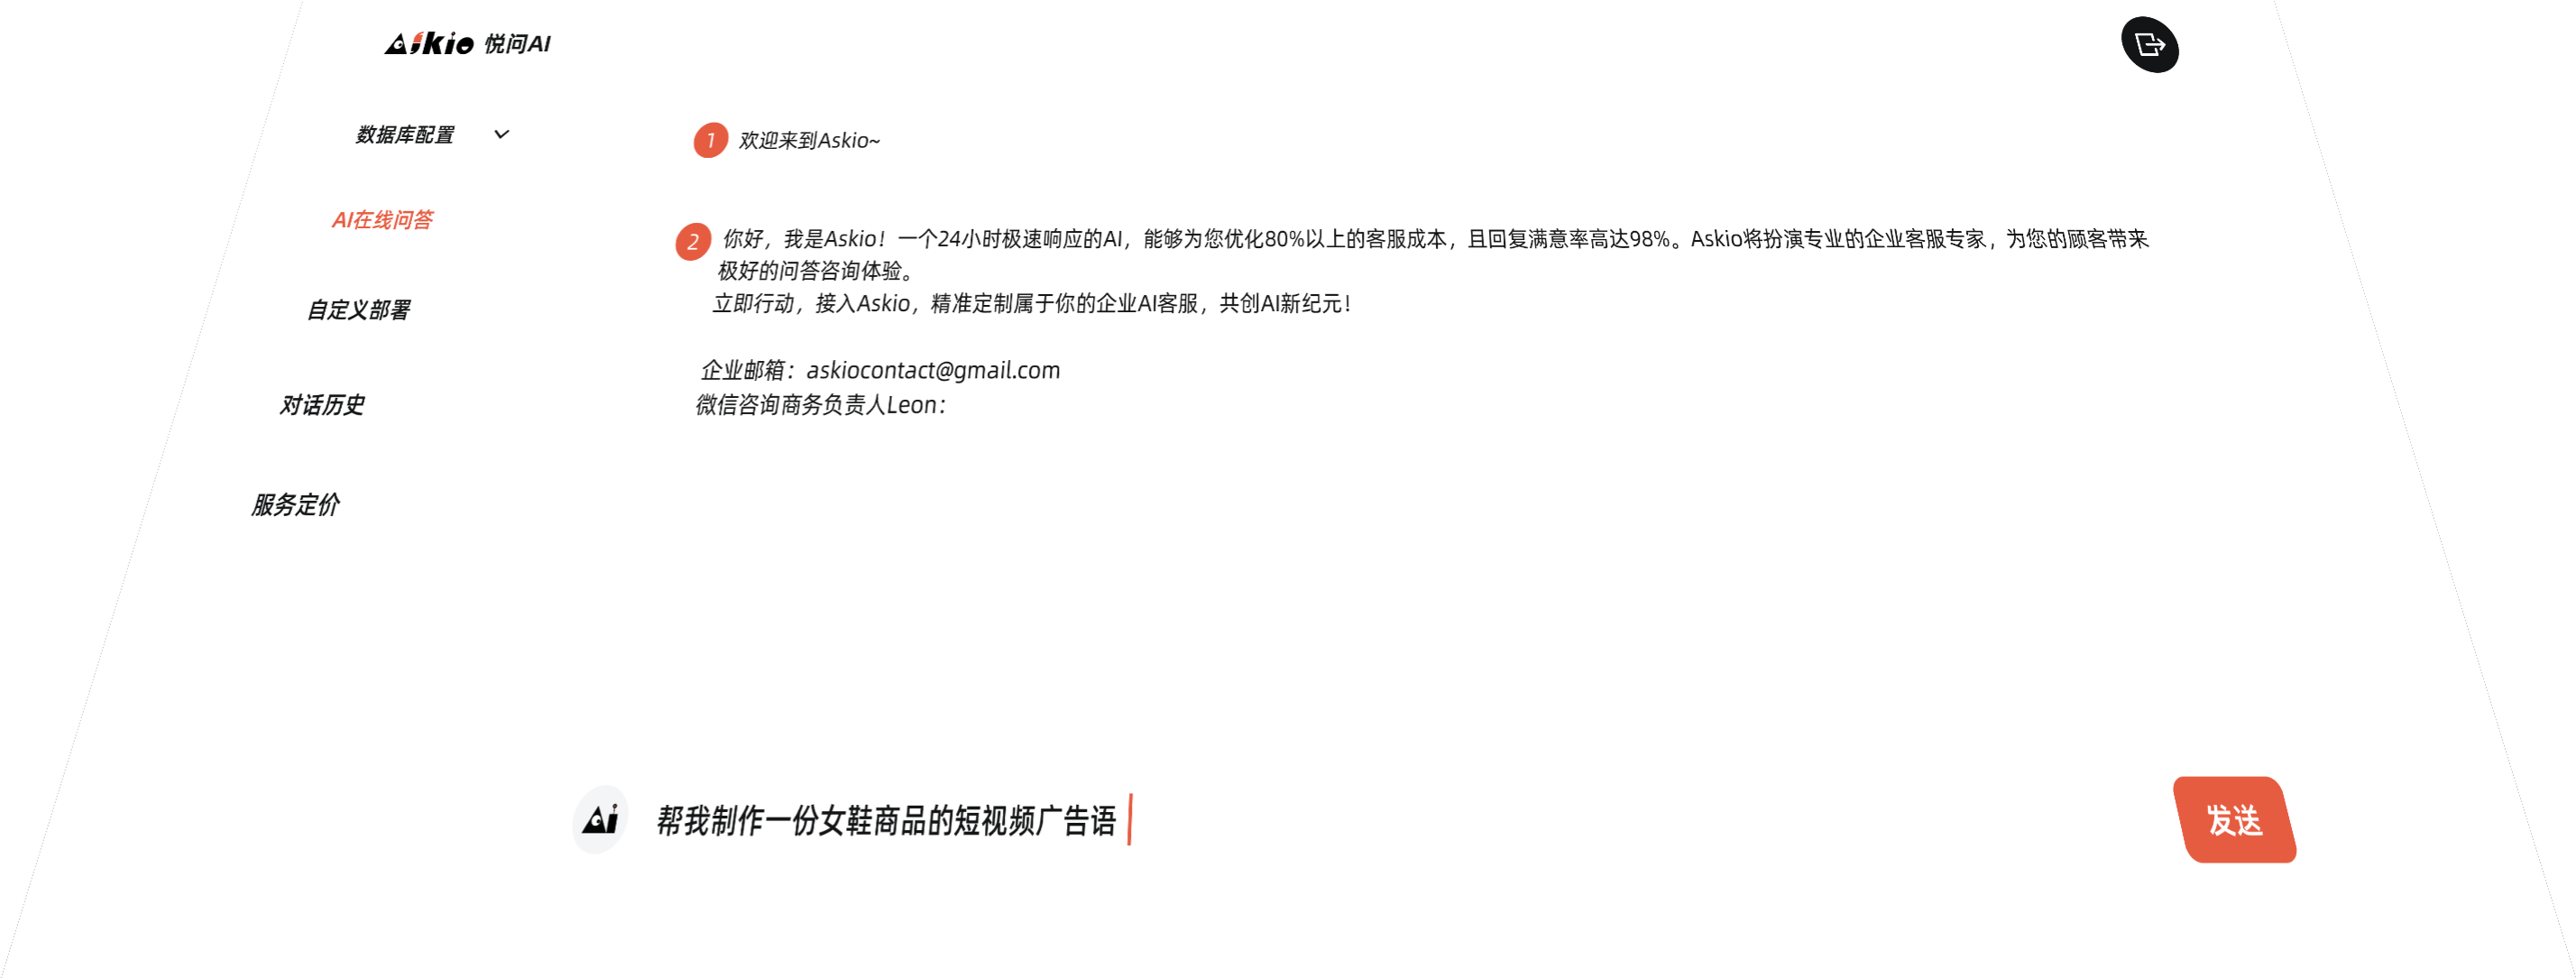 Askio 悦问AI
数据库配置
AI在线问答
自定义部署
对话历史
服务定价
1 欢迎来到Askio~
2 你好，我是Askio！一个24小时极速响应的AI，能够为您优化80%以上的客服成本，且回复满意率高达98%。Askio将扮演专业的企业客服专家，为您的顾客带来
极好的问答咨询体验。
立即行动，接入Askio，精准定制属于你的企业AI客服，共创AI新纪元！
企业邮箱：askiocontact@gmail.com
微信咨询商务负责人Leon：
Ai 帮我制作一份女鞋商品的短视频广告语
发送